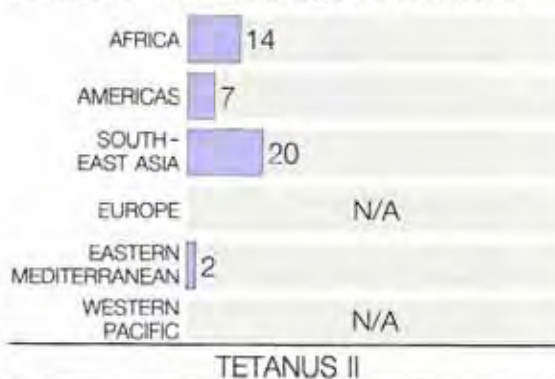 AFRICA 14
AMERICAS 7
SOUTH-
EAST ASIA 20
EUROPE N/A
EASTERN
MEDITERRANEAN 2
WESTERN
PACIFIC N/A
TETANUS II